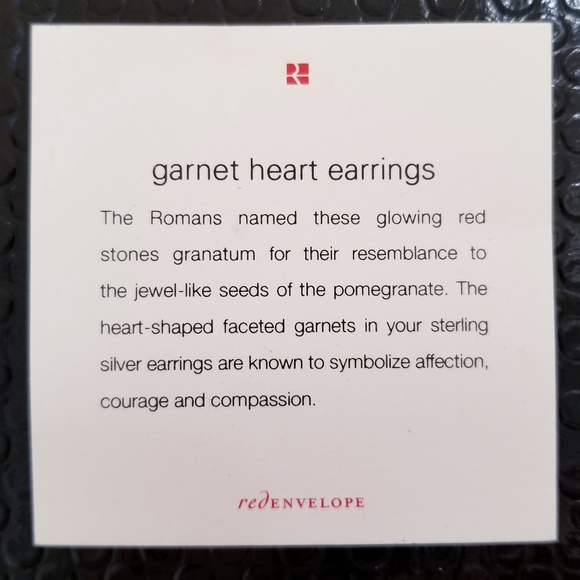 R
garnet heart earrings
The Romans named these glowing red
stones granatum for their resemblance to
the jewel-like seeds of the pomegranate. The
heart-shaped faceted garnets in your sterling
silver earrings are known to symbolize affection,
courage and compassion.
redENVELOPE